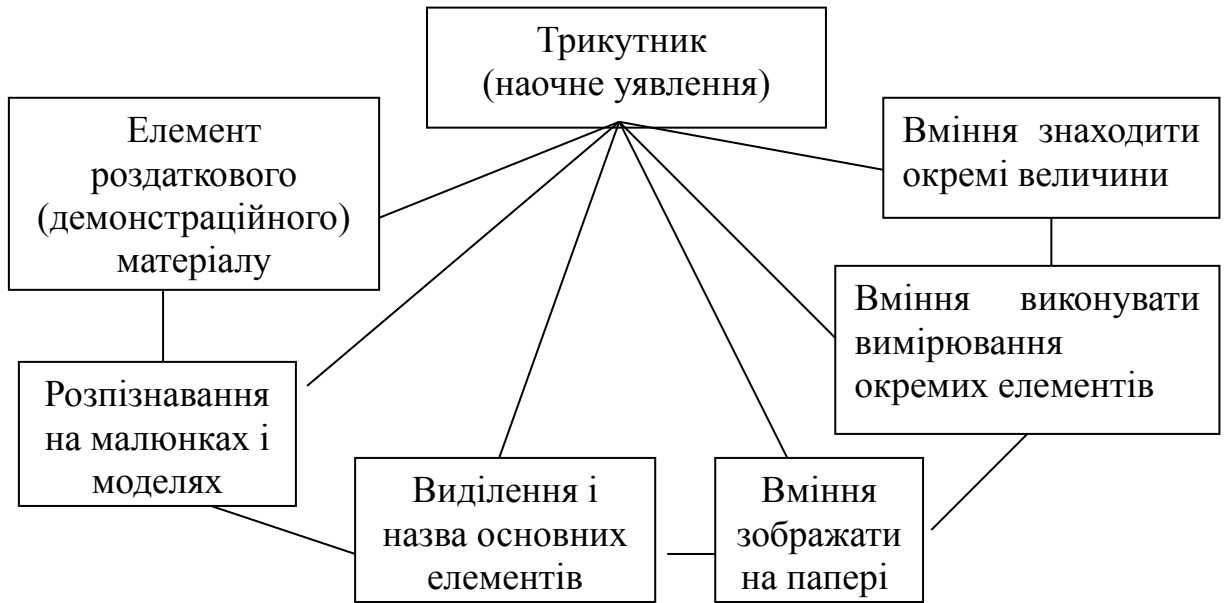 Трикутник
(наочне уявлення)
Елемент
роздаткового
(демонстраційного)
матеріалу
Вміння знаходити
окремі величини
Вміння виконувати
вимірювання
окремих елементів
Розпізнавання
на малюнках і
моделях
Виділення і
назва основних
елементів
Вміння
зображати
на папері